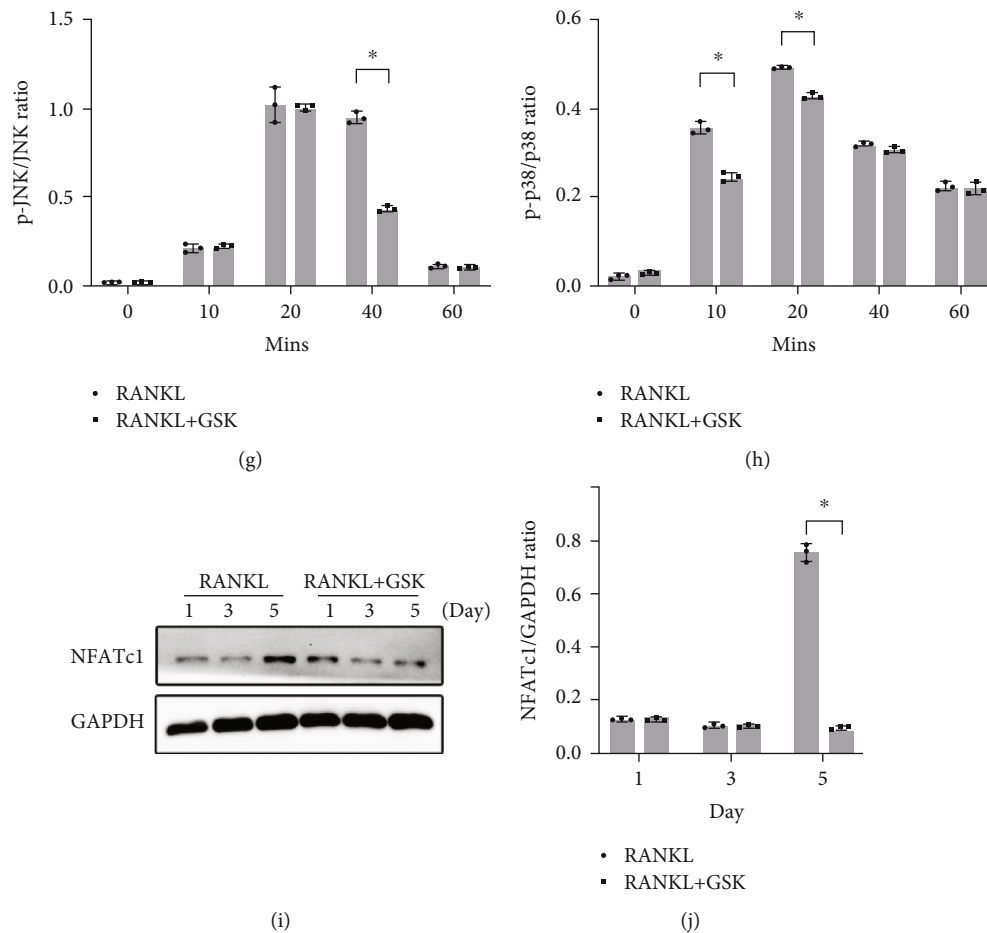 1.5
1.0
0.5
0.0
p-JNK/JNK ratio
*
0 10 20 40 60
Mins
RANKL
RANKL+GSK
(g)
0.6
0.4
0.2
0.0
p-p38/p38 ratio
* *
0 10 20 40 60
Mins
RANKL
RANKL+GSK
(h)
RANKL RANKL+GSK
1 3 5 1 3 5 (Day)
NFATc1
GAPDH
(i)
0.8
0.6
0.4
0.2
0.0
NFATc1/GAPDH ratio
*
1 3 5
Day
RANKL
RANKL+GSK
(j)